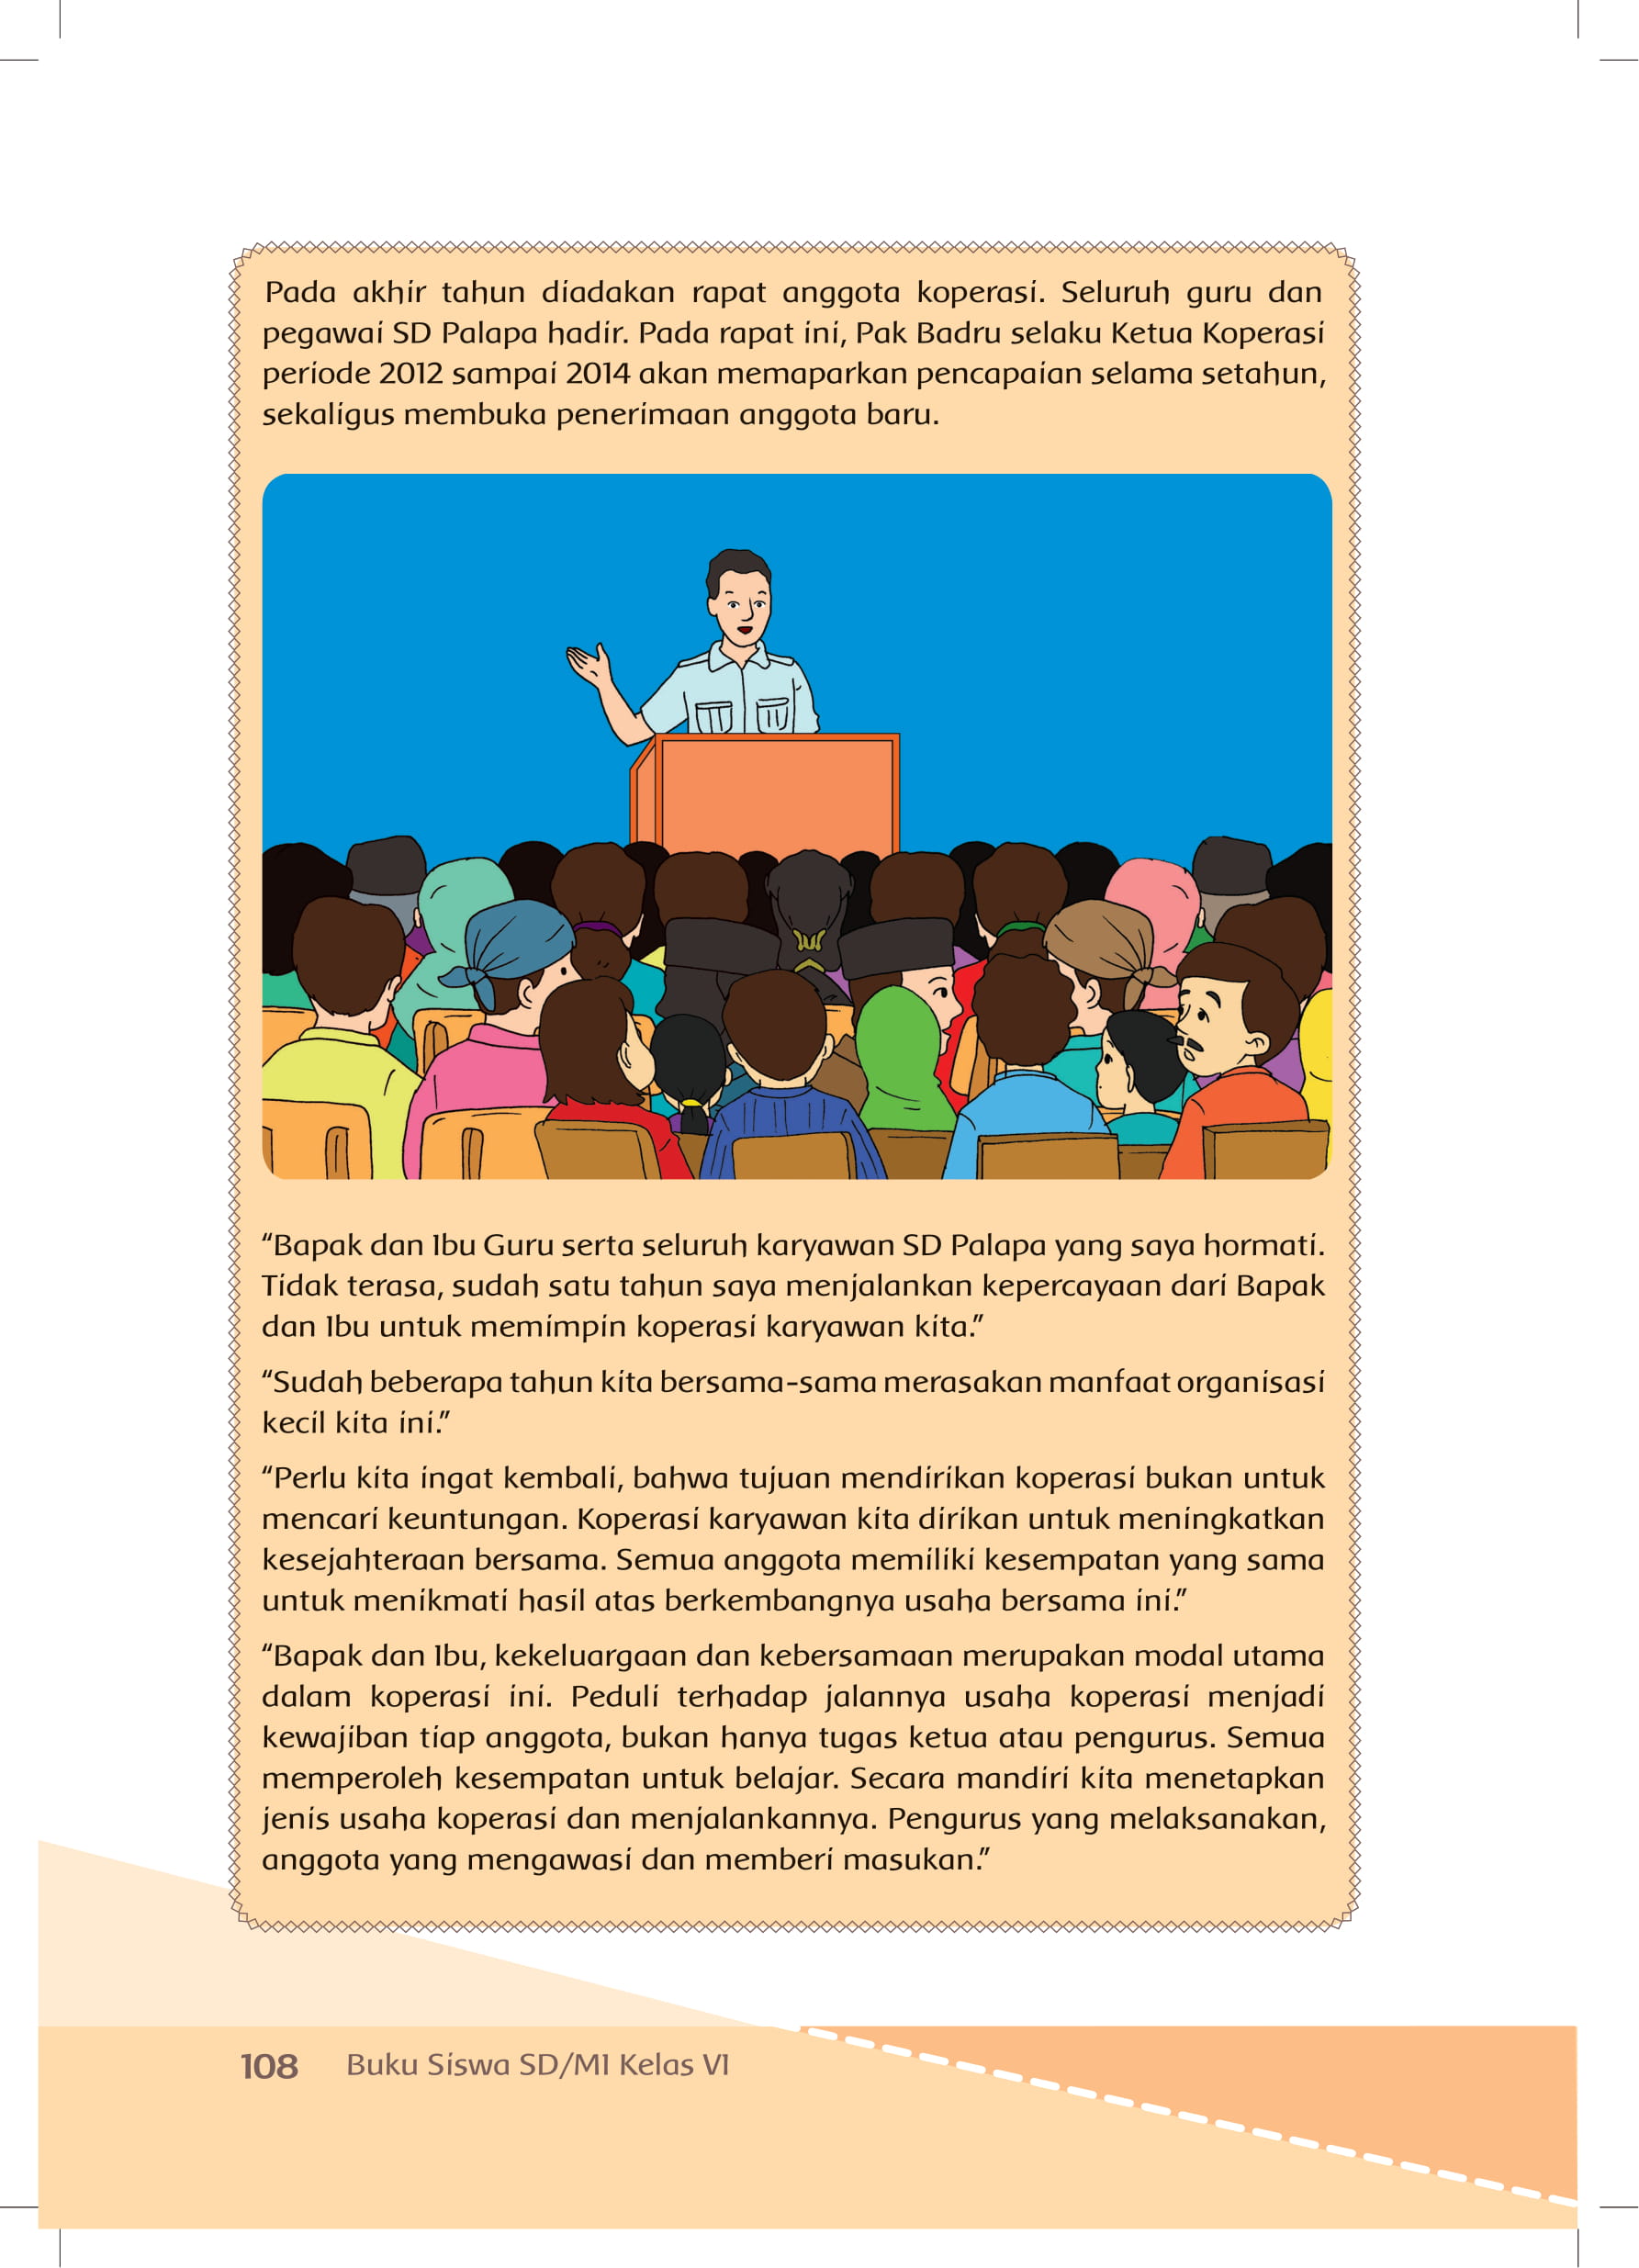 Pada akhir tahun diadakan rapat anggota koperasi. Seluruh guru dan
pegawai SD Palapa hadir. Pada rapat ini, Pak Badru selaku Ketua Koperasi
periode 2012 sampai 2014 akan memaparkan pencapaian selama setahun,
sekaligus membuka penerimaan anggota baru.
“Bapak dan Ibu Guru serta seluruh karyawan SD Palapa yang saya hormati.
Tidak terasa, sudah satu tahun saya menjalankan kepercayaan dari Bapak
dan Ibu untuk memimpin koperasi karyawan kita.”
“Sudah beberapa tahun kita bersama-sama merasakan manfaat organisasi
kecil kita ini.”
“Perlu kita ingat kembali, bahwa tujuan mendirikan koperasi bukan untuk
mencari keuntungan. Koperasi karyawan kita dirikan untuk meningkatkan
kesejahteraan bersama. Semua anggota memiliki kesempatan yang sama
untuk menikmati hasil atas berkembangnya usaha bersama ini.”
“Bapak dan Ibu, kekeluargaan dan kebersamaan merupakan modal utama
dalam koperasi ini. Peduli terhadap jalannya usaha koperasi menjadi
kewajiban tiap anggota, bukan hanya tugas ketua atau pengurus. Semua
memperoleh kesempatan untuk belajar. Secara mandiri kita menetapkan
jenis usaha koperasi dan menjalankannya. Pengurus yang melaksanakan,
anggota yang mengawasi dan memberi masukan.”
108 Buku Siswa SD/MI Kelas VI